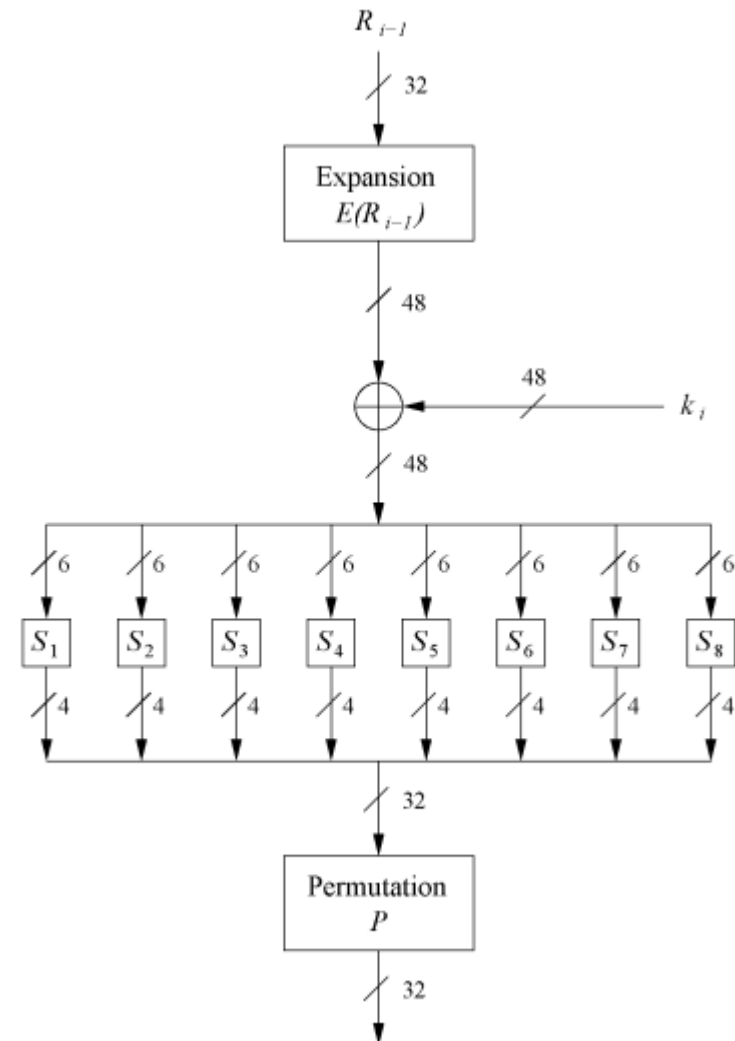 R i−1
32
Expansion
E(R i−1)
48
48
k i
48
6 6 6 6 6 6 6 6
S1 S2 S3 S4 S5 S6 S7 S8
4 4 4 4 4 4 4 4
32
Permutation
P
32